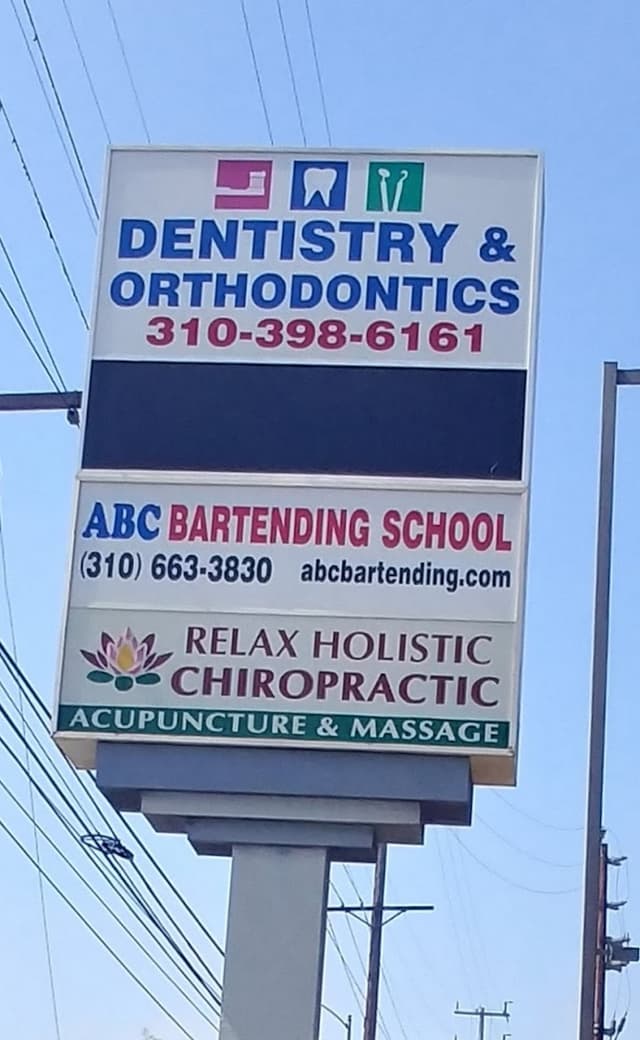 DENTISTRY &
ORTHODONTICS
310-398-6161
ABC BARTENDING SCHOOL
(310) 663-3830 abcbartending.com
RELAX HOLISTIC
CHIROPRACTIC
ACUPUNCTURE & MASSAGE